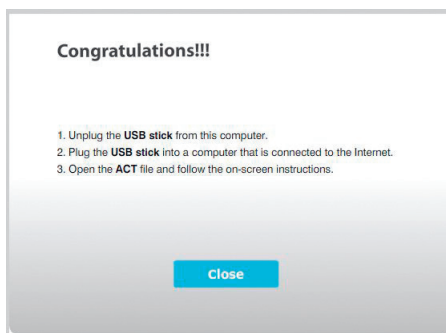 Congratulations!!!
1. Unplug the USB stick from this computer.
2. Plug the USB stick into a computer that is connected to the Internet.
3. Open the ACT file and follow the on-screen instructions.
Close